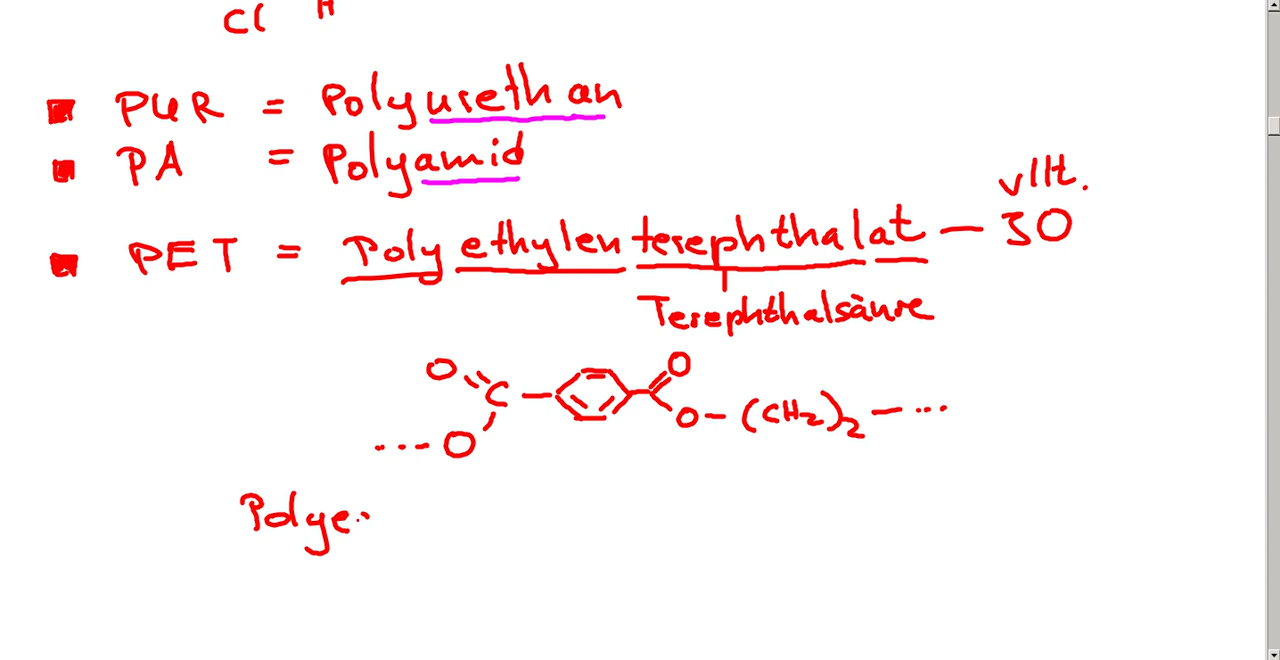 Cl H
PUR = Polyurethan
PA = Polyamid
vllt.
PET = Polyethylenterephthalat — 30
Terephthalsäure
O O
C
O O — (CH2)2 — ...
... — O
Polye